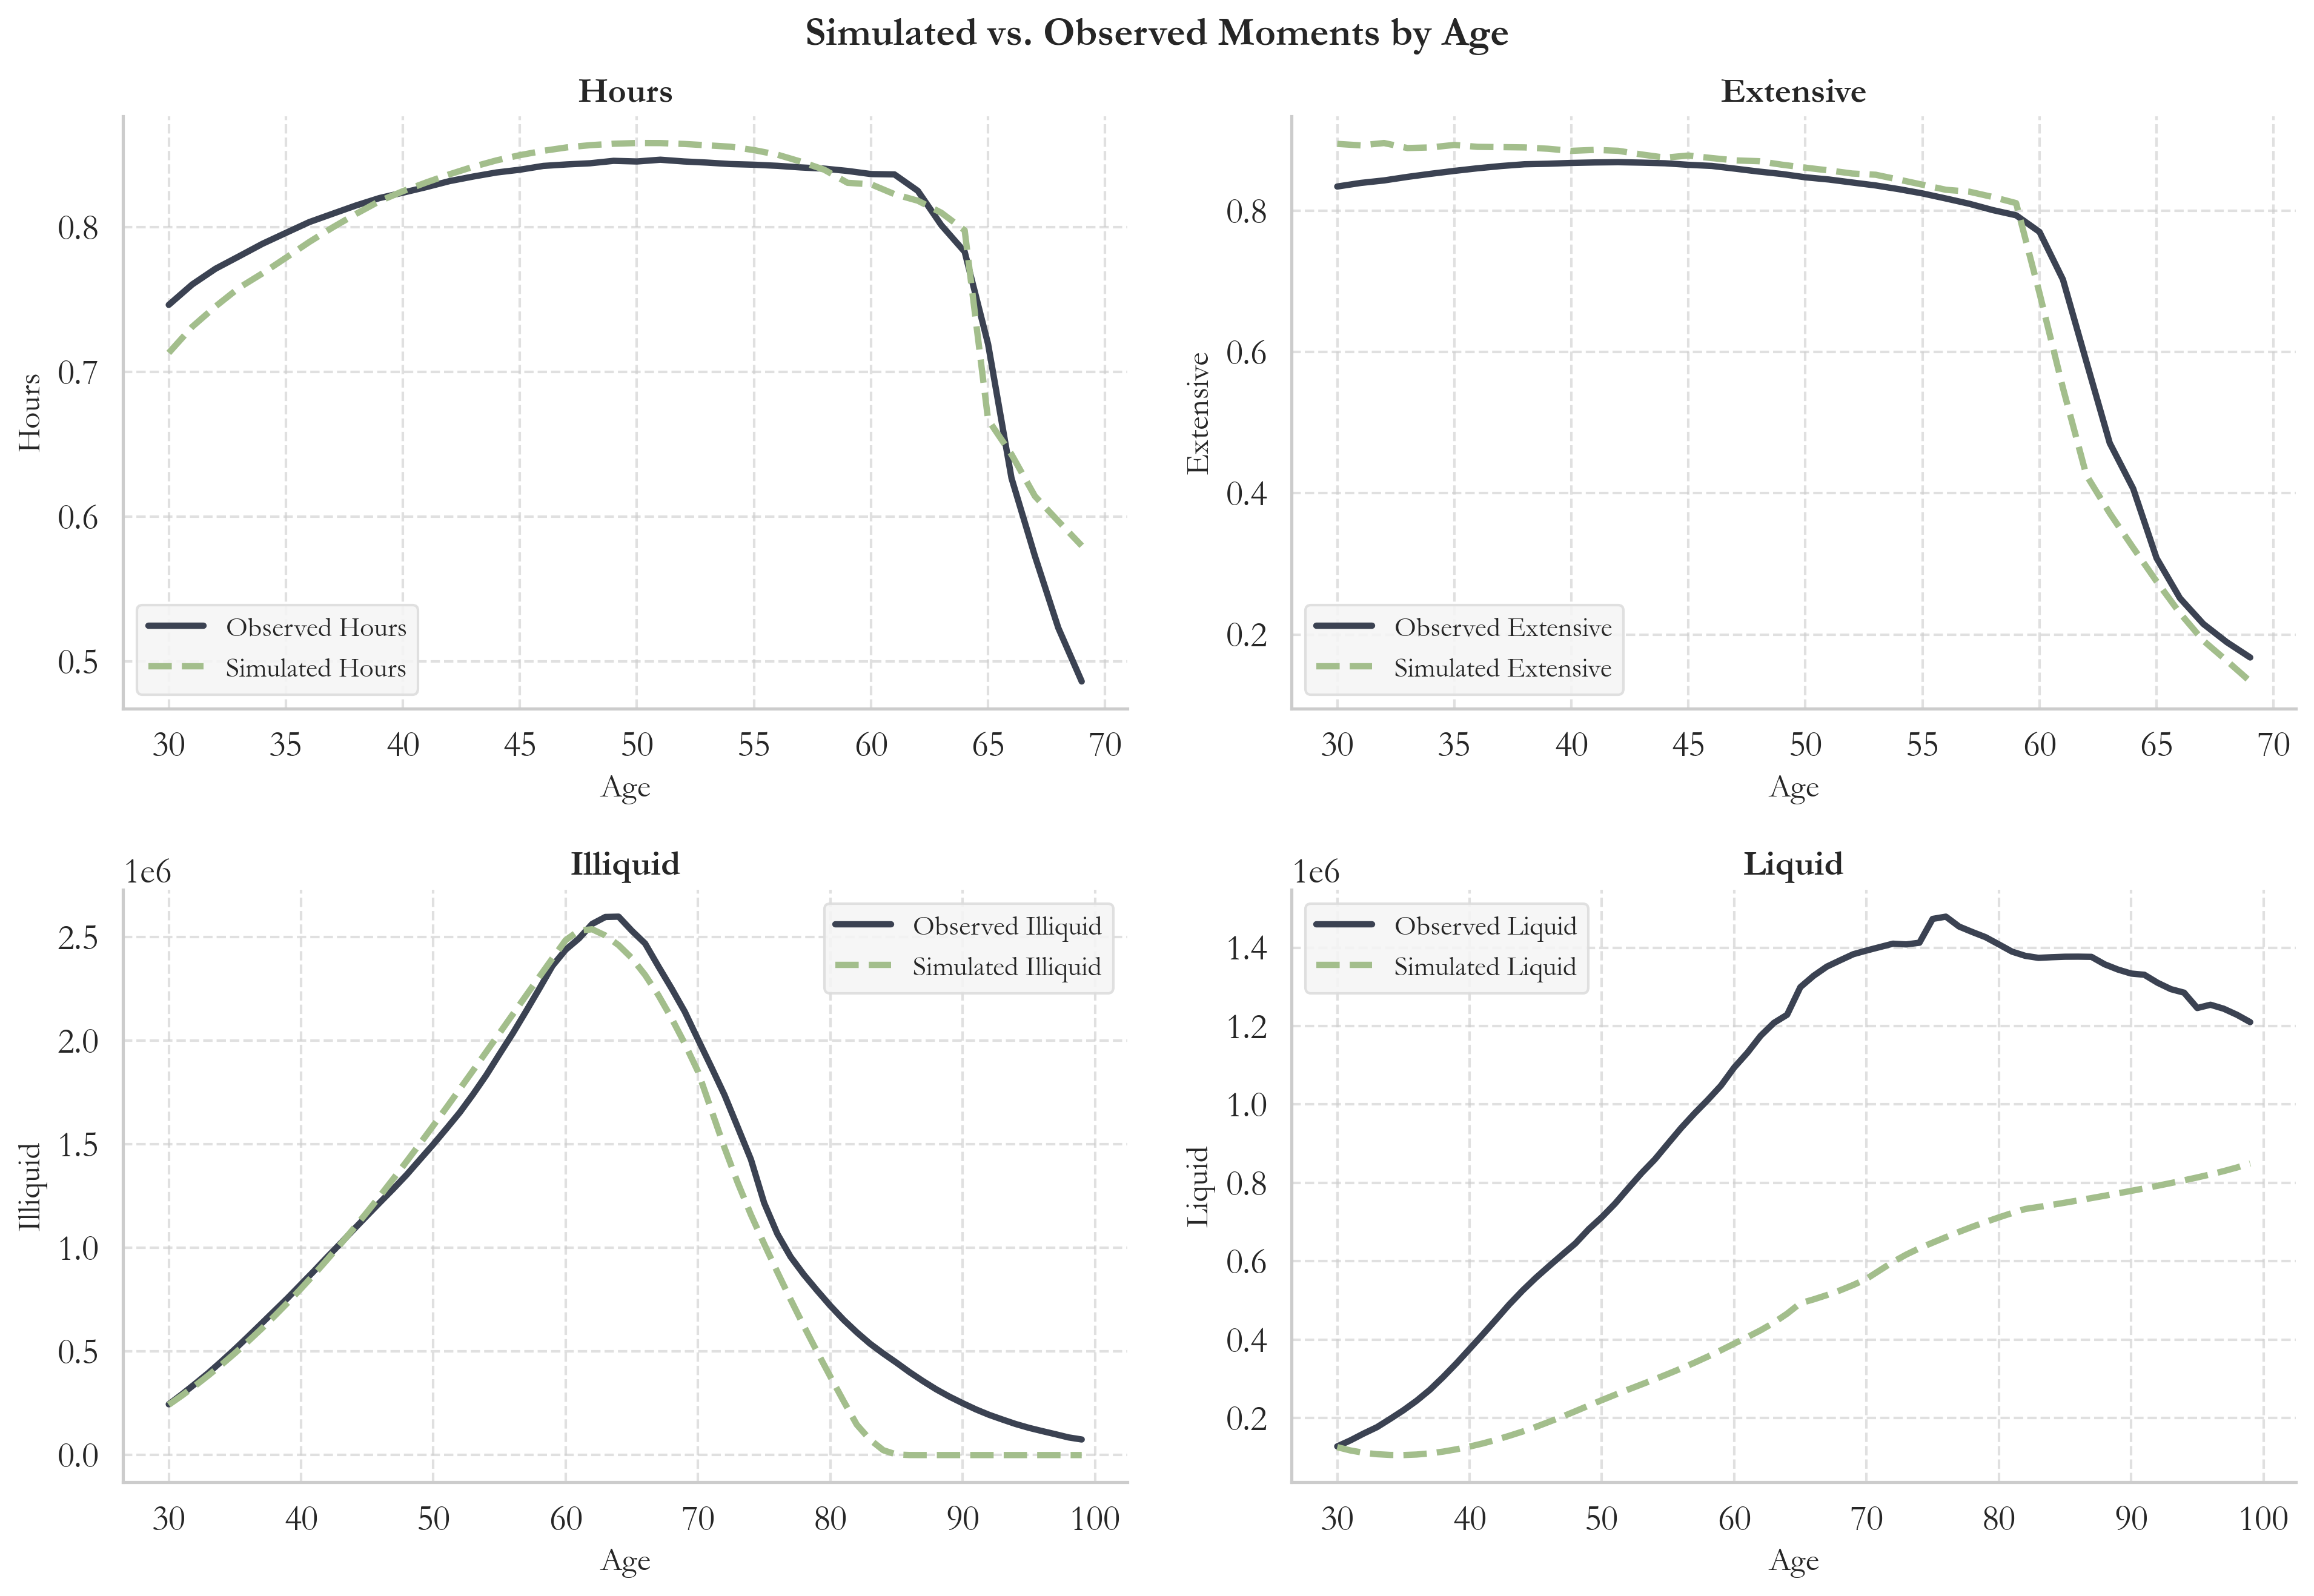 Simulated vs. Observed Moments by Age
Hours
Hours
0.8
0.7
0.6
0.5
Observed Hours
Simulated Hours
30 35 40 45 50 55 60 65 70
Age
Extensive
Extensive
0.8
0.6
0.4
0.2
Observed Extensive
Simulated Extensive
30 35 40 45 50 55 60 65 70
Age
Illiquid
1e6
Illiquid
2.5
2.0
1.5
1.0
0.5
0.0
Observed Illiquid
Simulated Illiquid
30 40 50 60 70 80 90 100
Age
Liquid
1e6
Liquid
1.4
1.2
1.0
0.8
0.6
0.4
0.2
Observed Liquid
Simulated Liquid
30 40 50 60 70 80 90 100
Age